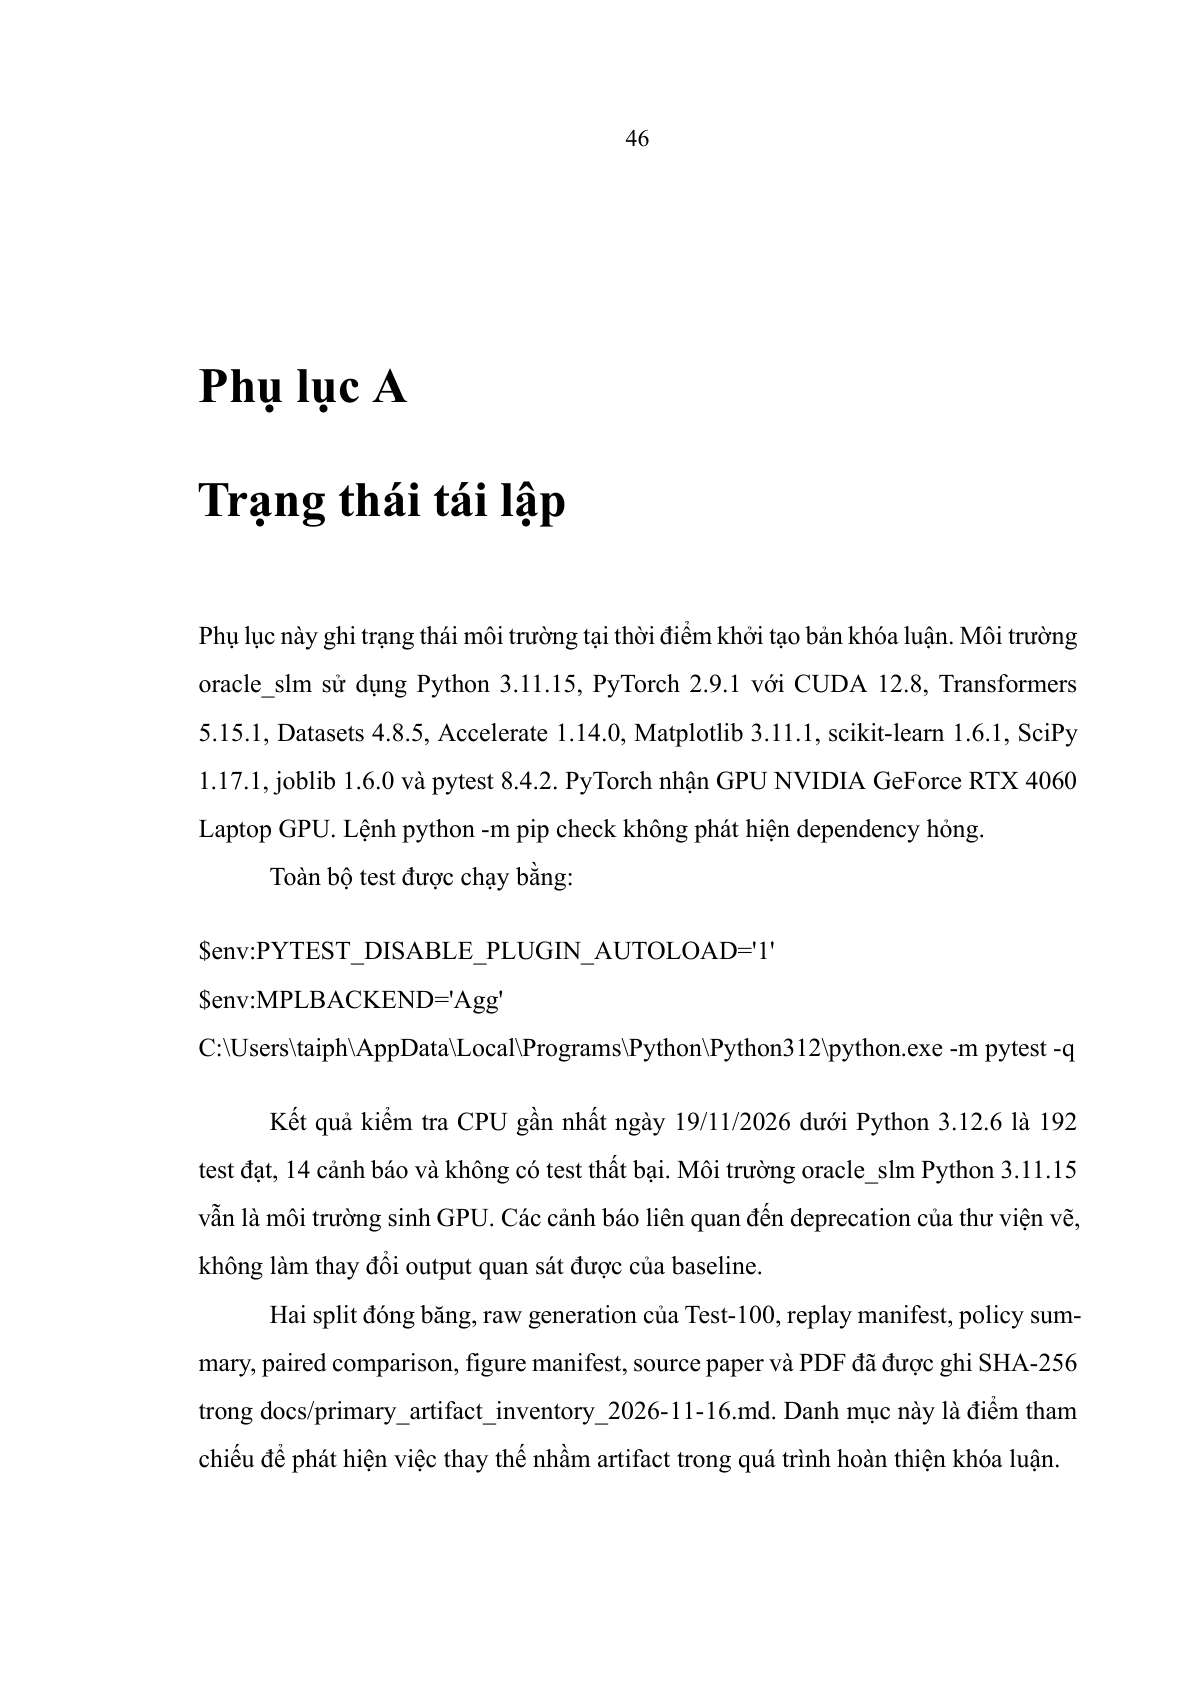 46
Phụ lục A
Trạng thái tái lập
Phụ lục này ghi trạng thái môi trường tại thời điểm khởi tạo bản khóa luận. Môi trường
oracle_slm sử dụng Python 3.11.15, PyTorch 2.9.1 với CUDA 12.8, Transformers
5.15.1, Datasets 4.8.5, Accelerate 1.14.0, Matplotlib 3.11.1, scikit-learn 1.6.1, SciPy
1.17.1, joblib 1.6.0 và pytest 8.4.2. PyTorch nhận GPU NVIDIA GeForce RTX 4060
Laptop GPU. Lệnh python -m pip check không phát hiện dependency hỏng.
Toàn bộ test được chạy bằng:
$env:PYTEST_DISABLE_PLUGIN_AUTOLOAD='1'
$env:MPLBACKEND='Agg'
C:\Users\taiph\AppData\Local\Programs\Python\Python312\python.exe -m pytest -q
Kết quả kiểm tra CPU gần nhất ngày 19/11/2026 dưới Python 3.12.6 là 192
test đạt, 14 cảnh báo và không có test thất bại. Môi trường oracle_slm Python 3.11.15
vẫn là môi trường sinh GPU. Các cảnh báo liên quan đến deprecation của thư viện vẽ,
không làm thay đổi output quan sát được của baseline.
Hai split đóng băng, raw generation của Test-100, replay manifest, policy sum-
mary, paired comparison, figure manifest, source paper và PDF đã được ghi SHA-256
trong docs/primary_artifact_inventory_2026-11-16.md. Danh mục này là điểm tham
chiếu để phát hiện việc thay thế nhầm artifact trong quá trình hoàn thiện khóa luận.